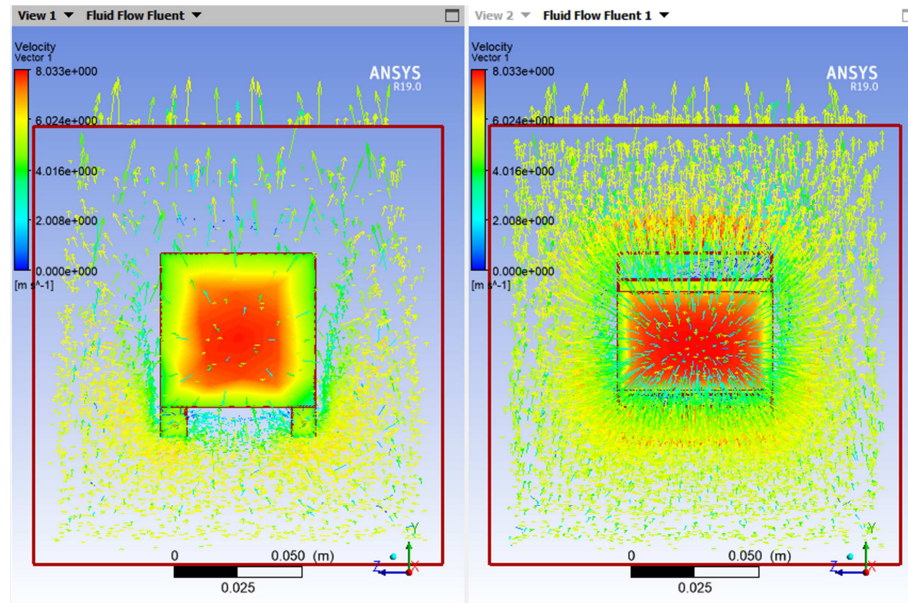 View 1 Fluid Flow Fluent
Velocity
Vector 1
8.033e+000
6.024e+000
4.016e+000
2.008e+000
0.000e+000
[m s^-1]
ANSYS
R19.0
0 0.050 (m)
0.025
Y
Z X
View 2 Fluid Flow Fluent 1
Velocity
Vector 1
8.033e+000
6.024e+000
4.016e+000
2.008e+000
0.000e+000
[m s^-1]
ANSYS
R19.0
0 0.050 (m)
0.025
Y
Z X